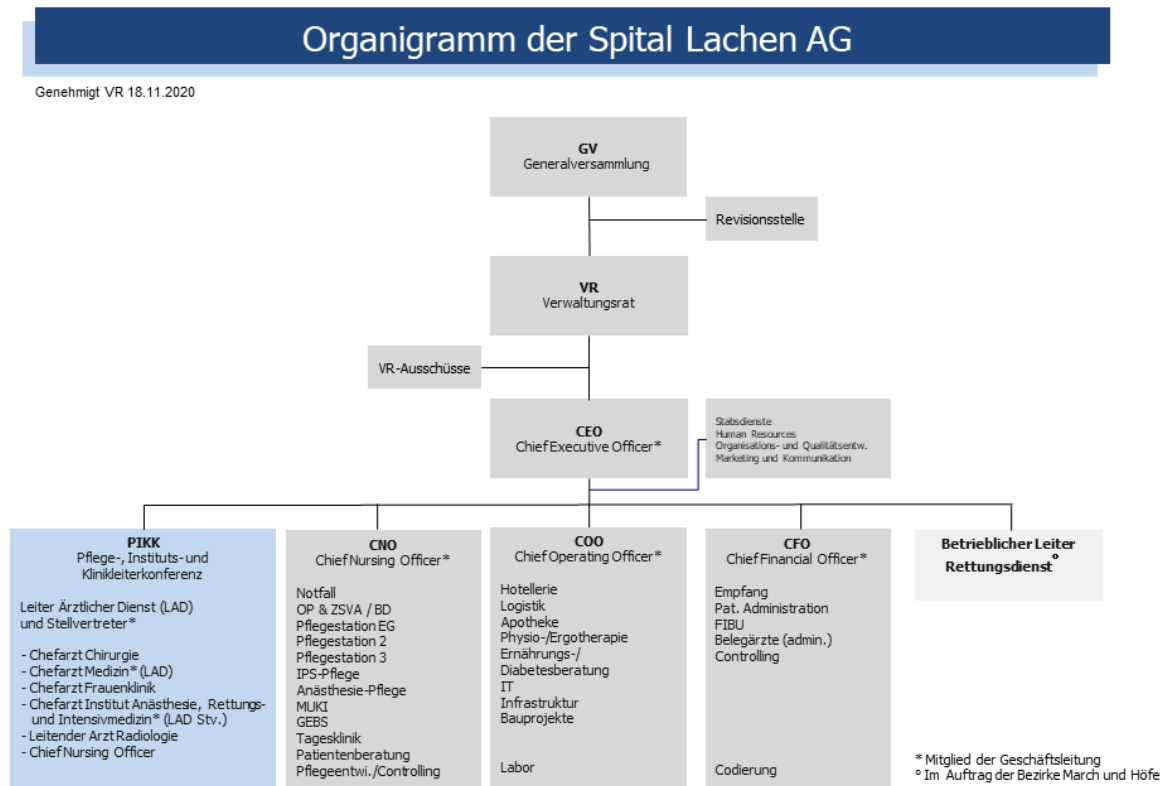 Organigramm der Spital Lachen AG
Genehmigt VR 18.11.2020
GV
Generalversammlung
Revisionsstelle
VR
Verwaltungsrat
VR-Ausschüsse
CEO
Chief Executive Officer*
Stabsdienste
Human Resources
Organisations- und Qualitätsentw.
Marketing und Kommunikation
PIKK
Pflege-, Instituts- und
Klinikleiterkonferenz
Leiter Ärztlicher Dienst (LAD)
und Stellvertreter*
- Chefarzt Chirurgie
- Chefarzt Medizin* (LAD)
- Chefarzt Frauenklinik
- Chefarzt Institut Anästhesie, Rettungs-
und Intensivmedizin* (LAD Stv.)
- Leitender Arzt Radiologie
- Chief Nursing Officer
CNO
Chief Nursing Officer*
Notfall
OP & ZSVA / BD
Pflegestation EG
Pflegestation 2
Pflegestation 3
IPS-Pflege
Anästhesie-Pflege
MUKI
GEBS
Tagesklinik
Patientenberatung
Pflegeentwi./Controlling
COO
Chief Operating Officer*
Hotellerie
Logistik
Apotheke
Physio-/Ergotherapie
Ernährungs-/
Diabetesberatung
IT
Infrastruktur
Bauprojekte
Labor
CFO
Chief Financial Officer*
Empfang
Pat. Administration
FIBU
Belegärzte (admin.)
Controlling
Codierung
Betrieblicher Leiter
Rettungsdienst°
* Mitglied der Geschäftsleitung
° Im Auftrag der Bezirke March und Höfe